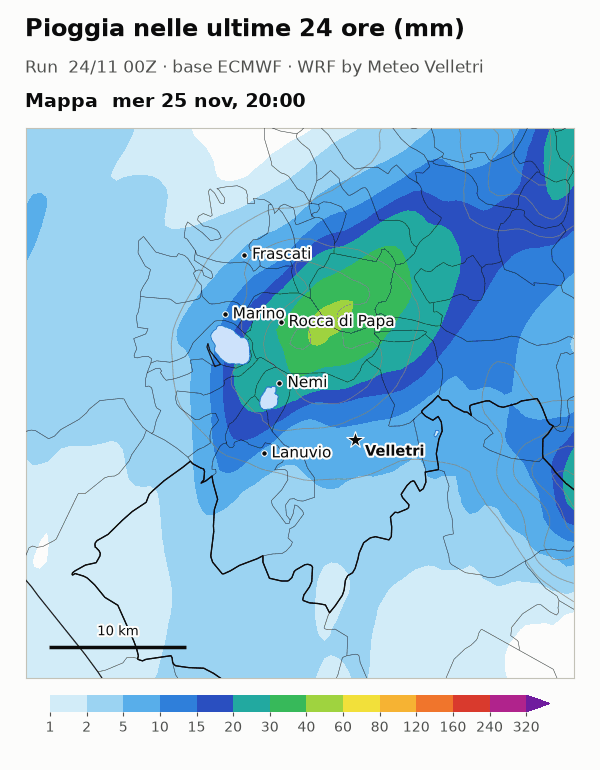 Pioggia nelle ultime 24 ore (mm)
Run  24/11 00Z · base ECMWF · WRF by Meteo Velletri
Mappa  mer 25 nov, 20:00
Frascati
Marino
Rocca di Papa
Nemi
Velletri
Lanuvio
10 km
1 2 5 10 15 20 30 40 60 80 120 160 240 320